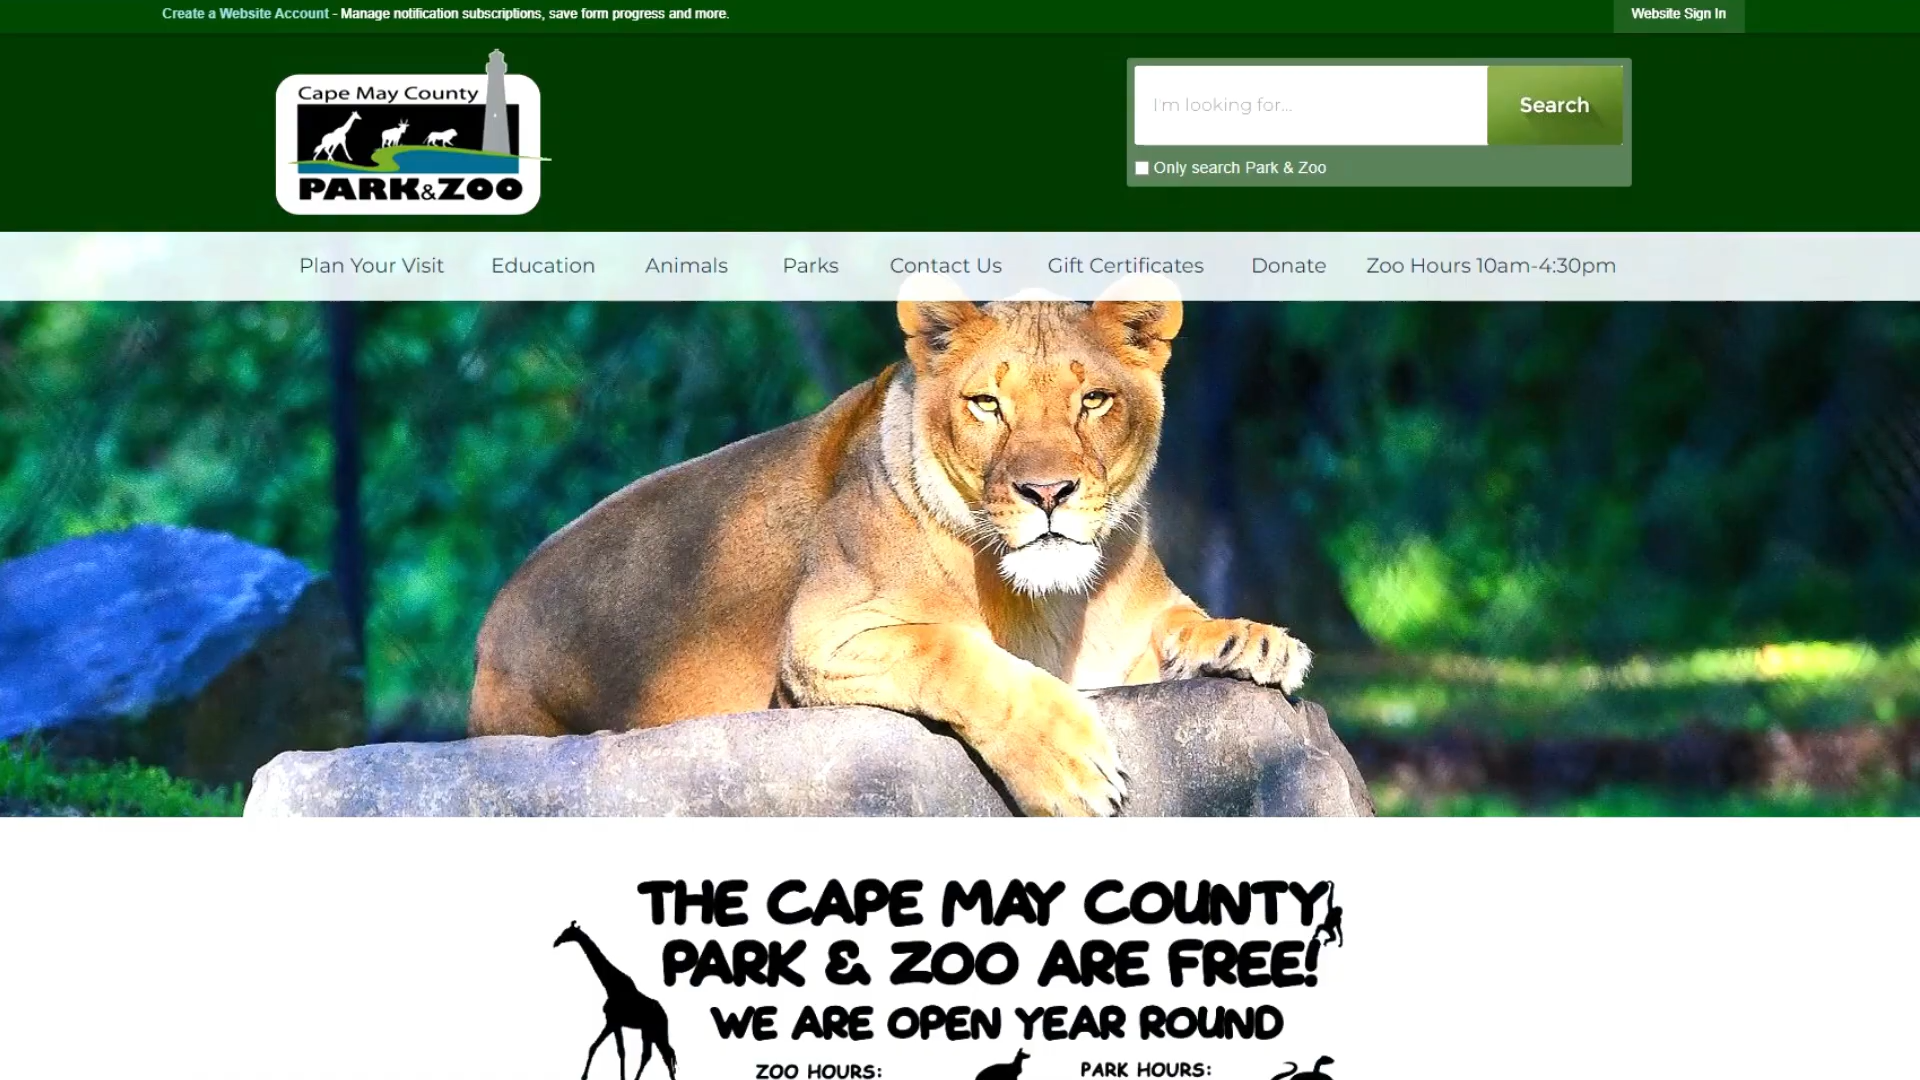 Create a Website Account - Manage notification subscriptions, save form progress and more.
Website Sign In
Cape May County
PARK&ZOO
I'm looking for...
Search
Only search Park & Zoo
Plan Your Visit
Education
Animals
Parks
Contact Us
Gift Certificates
Donate
Zoo Hours 10am-4:30pm
THE CAPE MAY COUNTY
PARK & ZOO ARE FREE!
WE ARE OPEN YEAR ROUND
ZOO HOURS:
PARK HOURS: